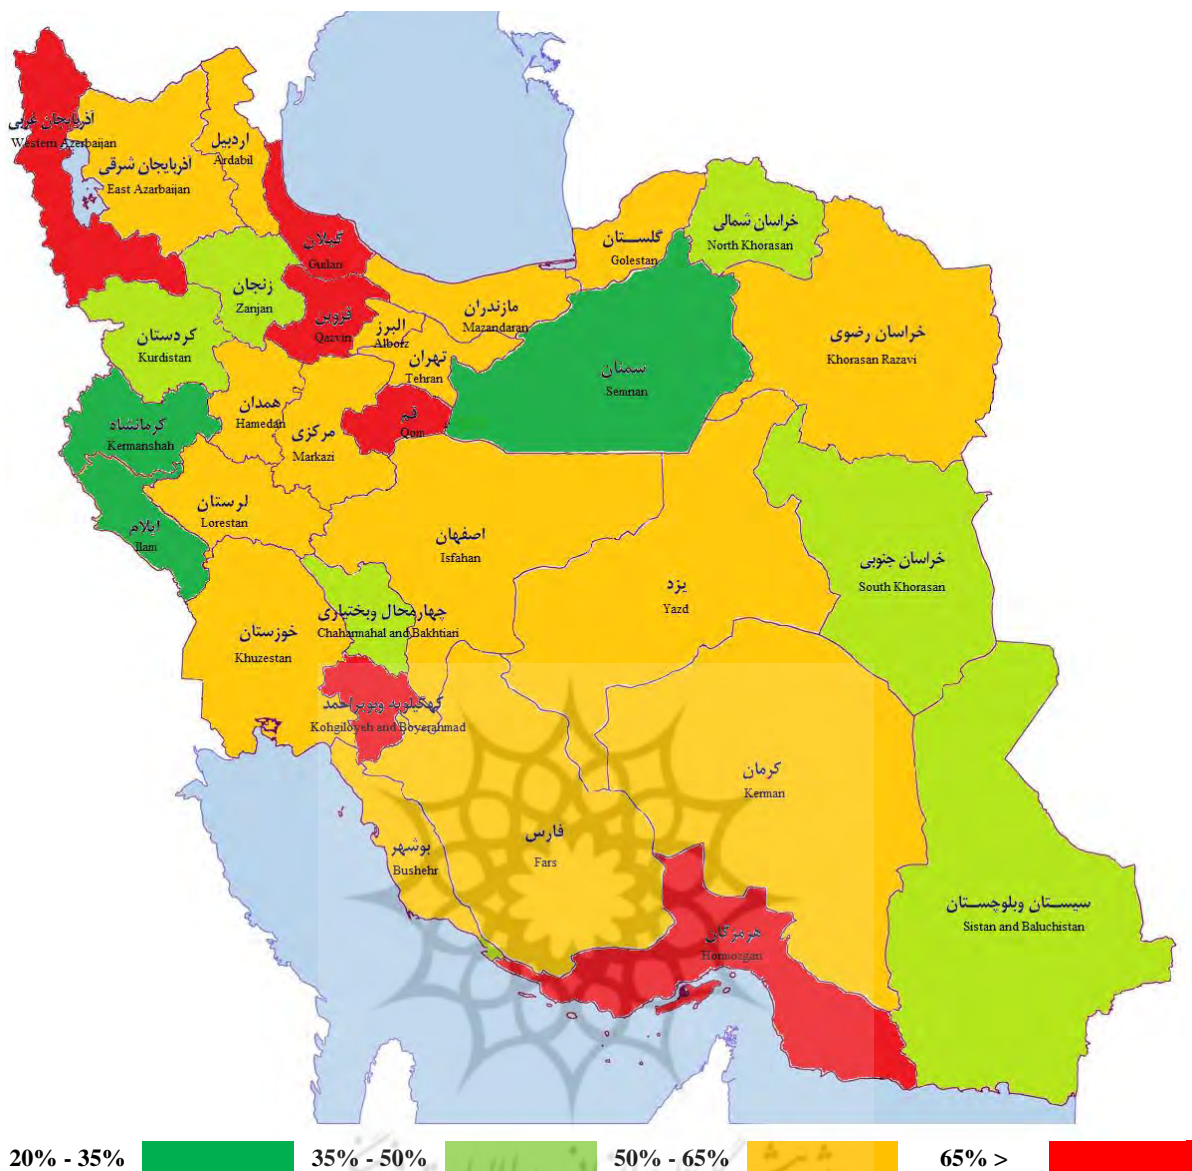 آذربایجان غربی
Western Azerbaijan
آذربایجان شرقی
East Azarbaijan
اردبیل
Ardabil
گیلان
Guilan
زنجان
Zanjan
کردستان
Kurdistan
قزوین
Qazvin
البرز
Alborz
تهران
Tehran
مازندران
Mazandaran
گلستان
Golestan
خراسان شمالی
North Khorasan
خراسان رضوی
Khorasan Razavi
سمنان
Semnan
کرمانشاه
Kermanshah
همدان
Hamedan
مرکزی
Markazi
قم
Qom
ایلام
Ilam
لرستان
Lorestan
اصفهان
Isfahan
یزد
Yazd
خراسان جنوبی
South Khorasan
خوزستان
Khuzestan
چهارمحال وبختیاری
Chaharmahal and Bakhtiari
کهگیلویه وبویراحمد
Kohgiloyeh and Boyerahmad
کرمان
Kerman
فارس
Fars
بوشهر
Bushehr
هرمزگان
Hormozgan
سیستان وبلوچستان
Sistan and Baluchistan
20% - 35%
35% - 50%
50% - 65%
65% >